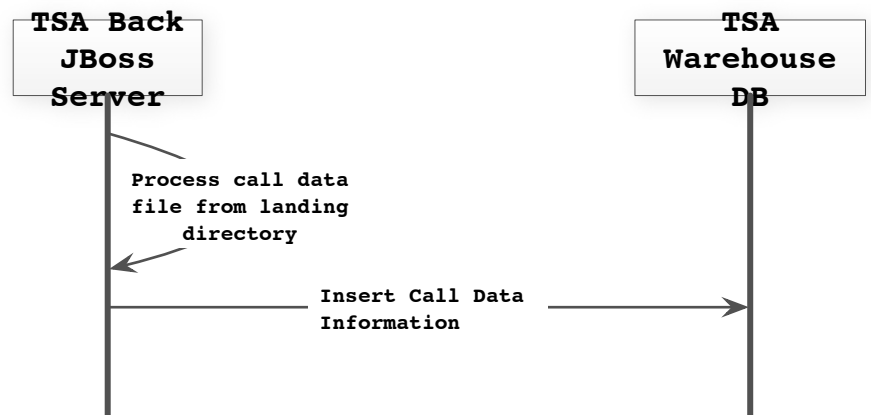 TSA Back
JBoss
Server
TSA
Warehouse
DB
Process call data
file from landing
directory
Insert Call Data
Information